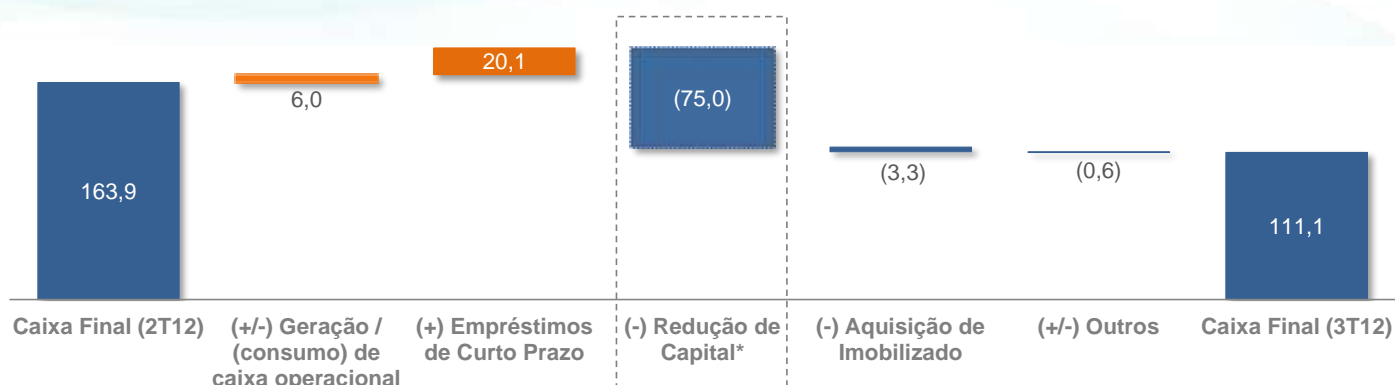 20,1
6,0
(75,0)
163,9
(3,3)
(0,6)
111,1
Caixa Final (2T12)
(+/-) Geração /
(consumo) de
caixa operacional
(+) Empréstimos
de Curto Prazo
(-) Redução de
Capital*
(-) Aquisição de
Imobilizado
(+/-) Outros
Caixa Final (3T12)